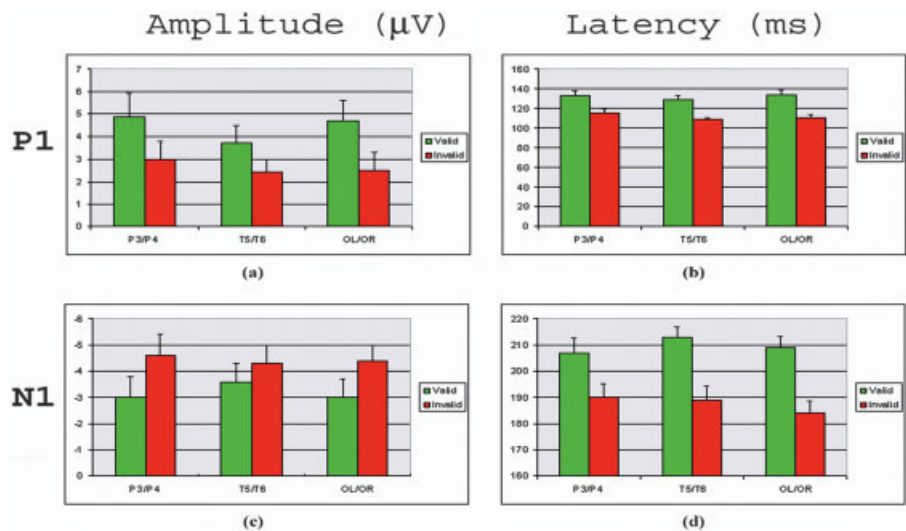 Amplitude (µV)
Latency (ms)
P1
7
6
5
4
3
2
1
0
P3/P4
T5/T6
OL/OR
Valid
Invalid
(a)
160
140
120
100
80
60
40
20
0
P3/P4
T5/T6
OL/OR
Valid
Invalid
(b)
N1
-6
-5
-4
-3
-2
-1
0
P3/P4
T5/T6
OL/OR
Valid
Invalid
(c)
220
210
200
190
180
170
160
P3/P4
T5/T6
OL/OR
Valid
Invalid
(d)